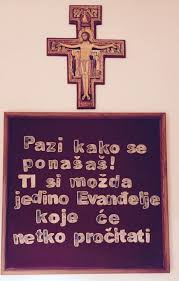 Pazi kako se
ponašaš!
TI si možda
jedino Evanđelje
koje će
netko pročitati